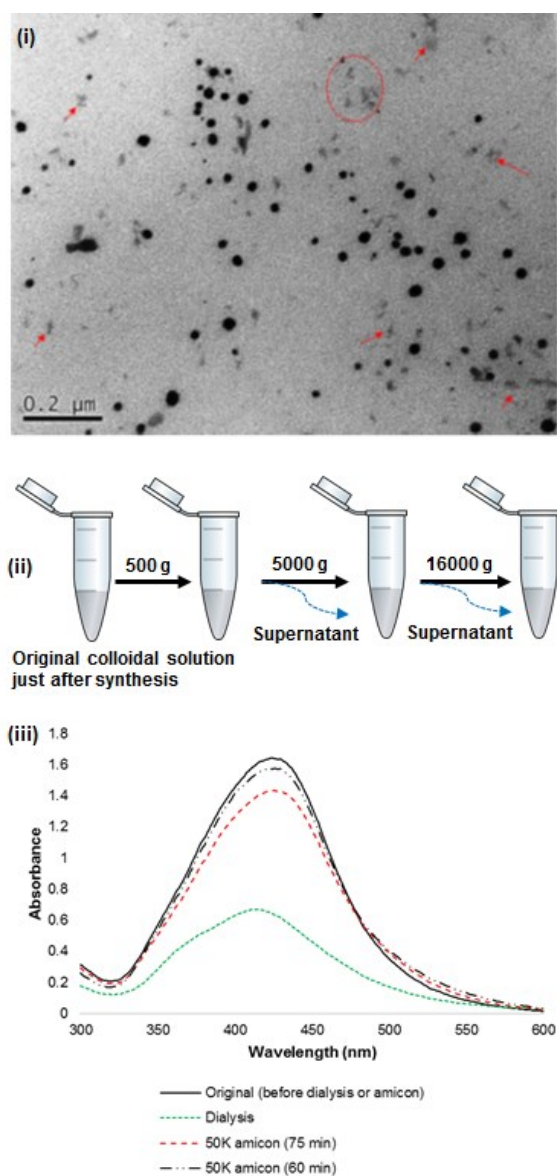 (i)
0.2 μm
(ii)
500 g
5000 g
16000 g
Supernatant
Supernatant
Original colloidal solution
just after synthesis
(iii)
1.8
1.6
1.4
1.2
1
0.8
0.6
0.4
0.2
0
Absorbance
300 350 400 450 500 550 600
Wavelength (nm)
Original (before dialysis or amicon)
Dialysis
50K amicon (75 min)
50K amicon (60 min)